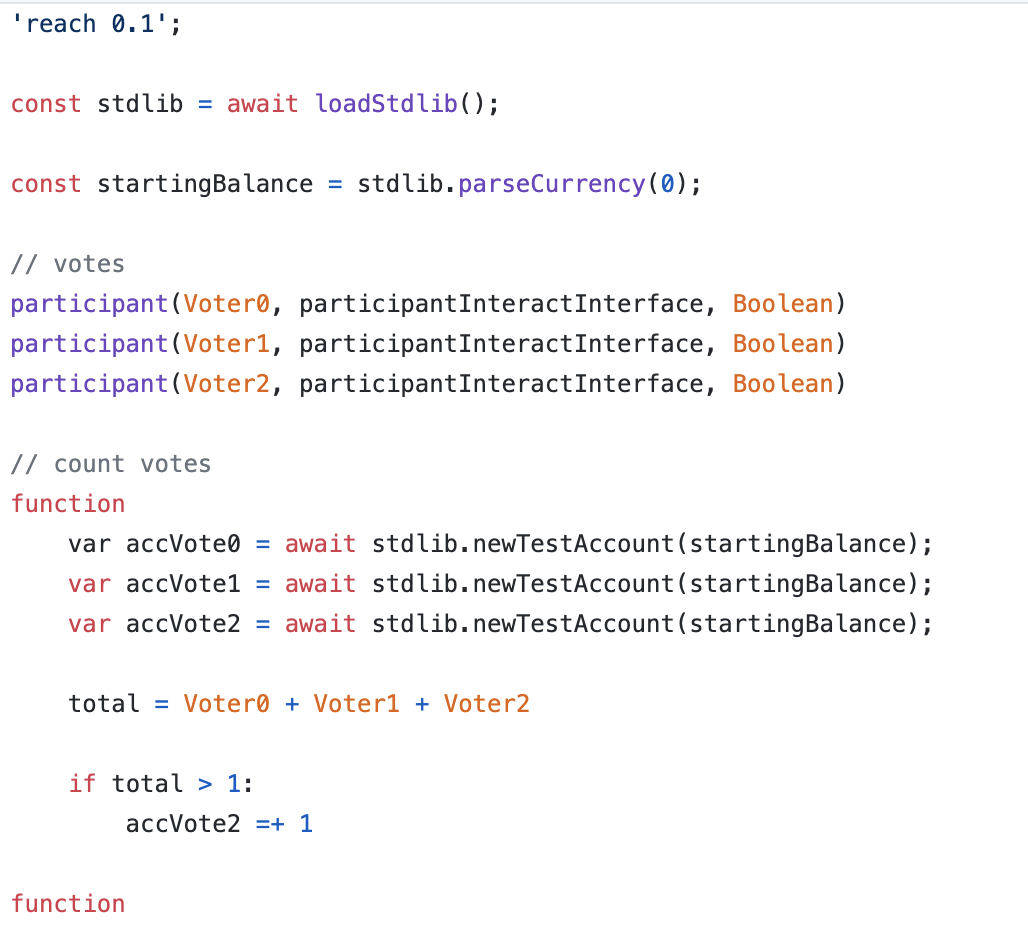 'reach 0.1';
const stdlib = await loadStdlib();
const startingBalance = stdlib.parseCurrency(0);
// votes
participant(Voter0, participantInteractInterface, Boolean)
participant(Voter1, participantInteractInterface, Boolean)
participant(Voter2, participantInteractInterface, Boolean)
// count votes
function
    var accVote0 = await stdlib.newTestAccount(startingBalance);
    var accVote1 = await stdlib.newTestAccount(startingBalance);
    var accVote2 = await stdlib.newTestAccount(startingBalance);
    total = Voter0 + Voter1 + Voter2
    if total > 1:
        accVote2 =+ 1
function